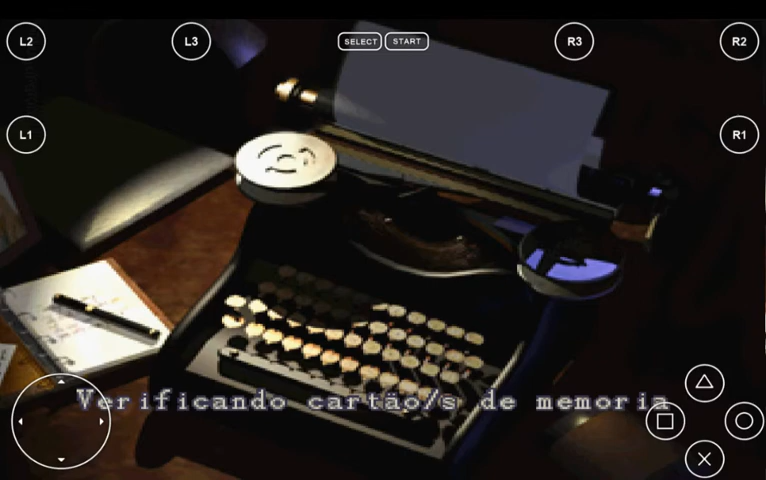 L2 L3 SELECT START R3 R2
L1 R1
Verificando cartão/s de memoria